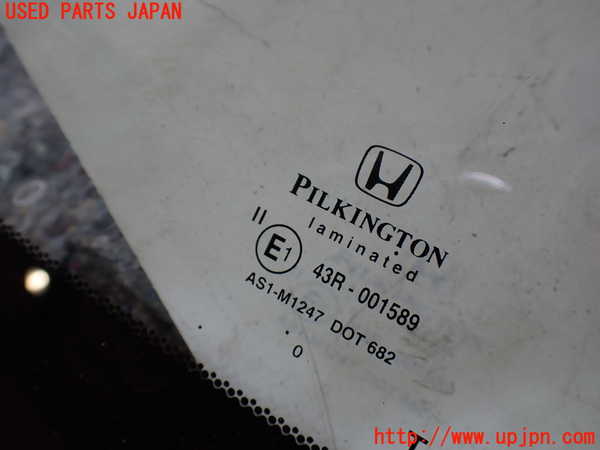 USED PARTS JAPAN
PILKINGTON
laminated
II
E1 43R-001589
AS1-M1247 DOT 682
. 0
http://www.upjpn.com/